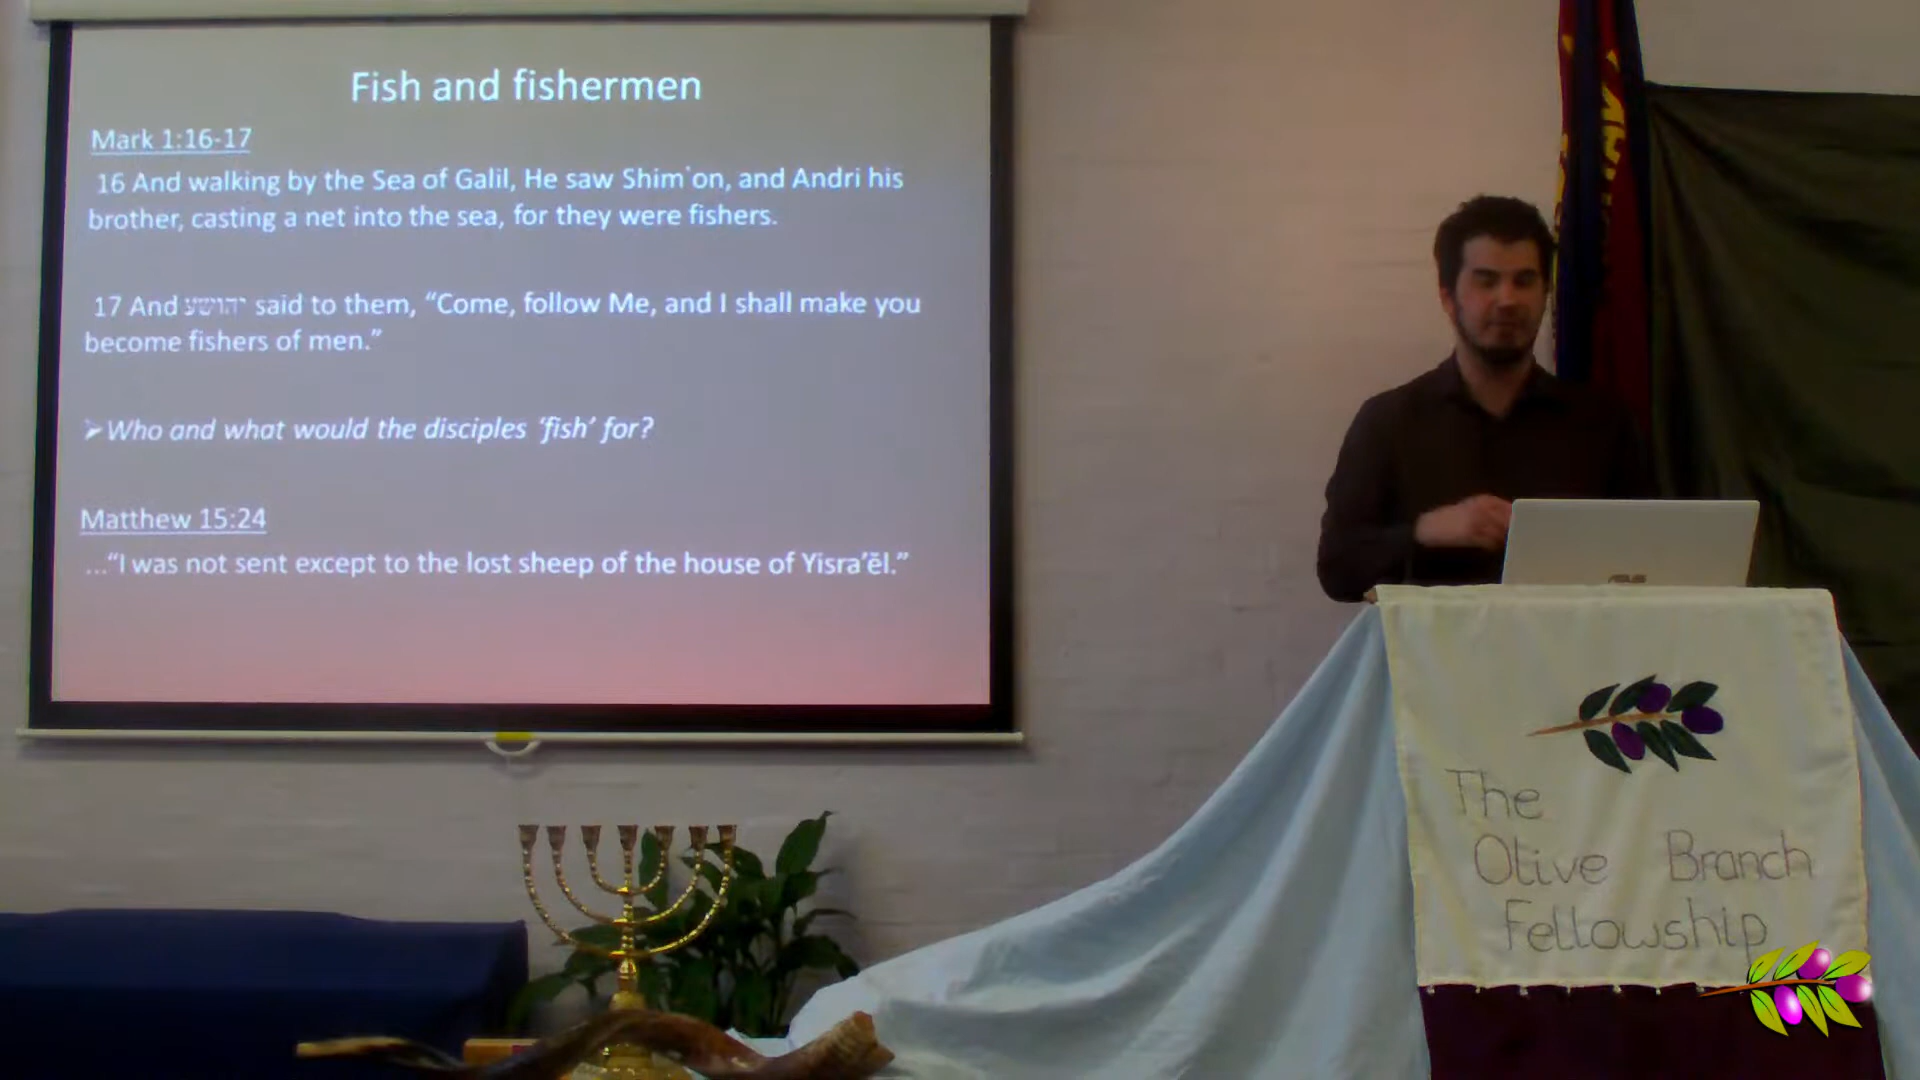 Fish and fishermen
Mark 1:16-17
16 And walking by the Sea of Galil, He saw Shim῾on, and Andri his
brother, casting a net into the sea, for they were fishers.
17 And יהושע said to them, “Come, follow Me, and I shall make you
become fishers of men.”
➢ Who and what would the disciples ‘fish’ for?
Matthew 15:24
…“I was not sent except to the lost sheep of the house of Yisra’ĕl.”
The
Olive Branch
Fellowship